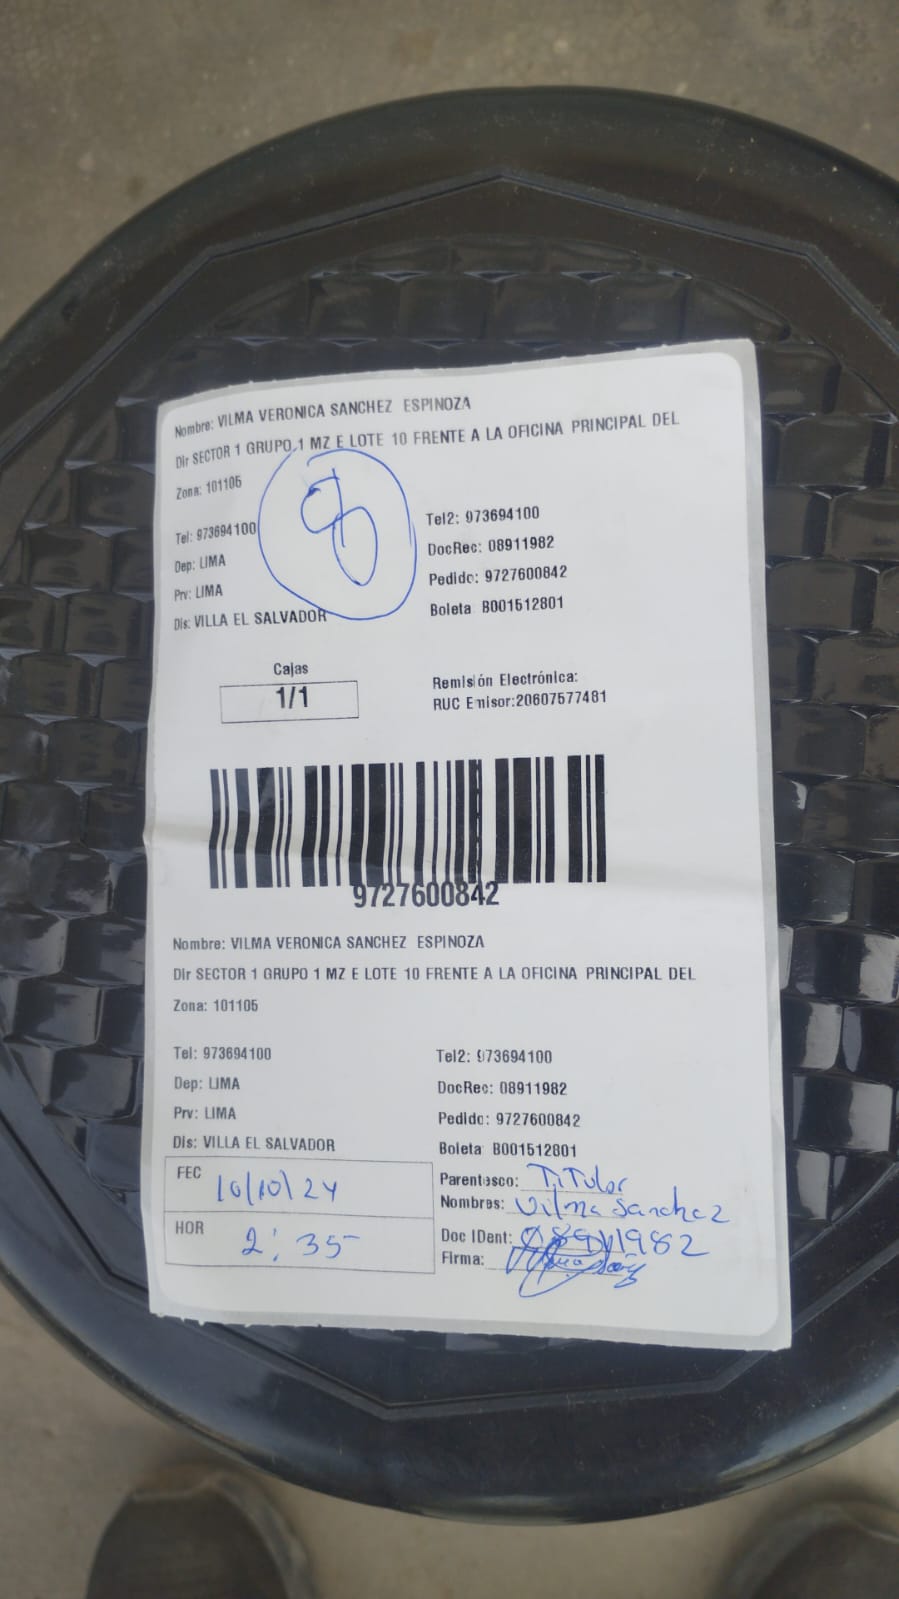 Nombre: VILMA VERONICA SANCHEZ ESPINOZA
Dir SECTOR 1 GRUPO 1 MZ E LOTE 10 FRENTE A LA OFICINA PRINCIPAL DEL
Zona: 101105
8
Tel: 973694100 Tel2: 973694100
Dep: LIMA DocRec: 08911982
Prv: LIMA Pedido: 9727600842
Dis: VILLA EL SALVADOR Boleta B001512801
Cajas
1/1
Remisión Electrónica:
RUC Emisor:20607577481
9727600842
Nombre: VILMA VERONICA SANCHEZ ESPINOZA
Dir SECTOR 1 GRUPO 1 MZ E LOTE 10 FRENTE A LA OFICINA PRINCIPAL DEL
Zona: 101105
Tel: 973694100 Tel2: 973694100
Dep: LIMA DocRec: 08911982
Prv: LIMA Pedido: 9727600842
Dis: VILLA EL SALVADOR Boleta B001512801
FEC 10/10/24
HOR 2:35
Parentesco: TiTulor
Nombres: Vilma Sanchez
Doc IDent: 08911982
Firma: